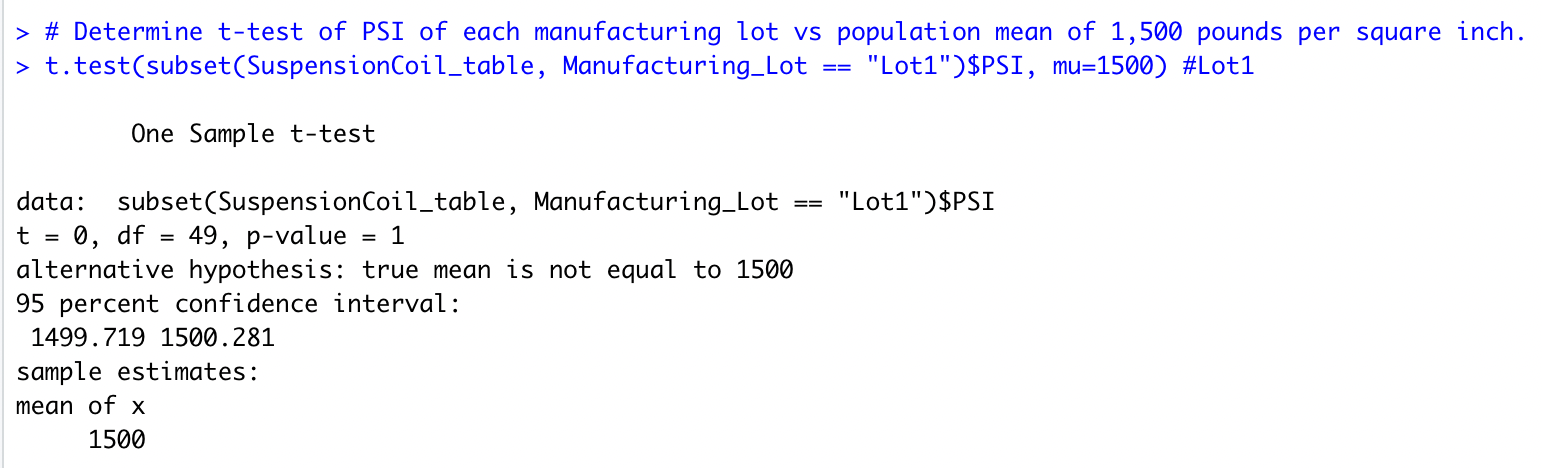 > # Determine t-test of PSI of each manufacturing lot vs population mean of 1,500 pounds per square inch.
> t.test(subset(SuspensionCoil_table, Manufacturing_Lot == "Lot1")$PSI, mu=1500) #Lot1
One Sample t-test
data:  subset(SuspensionCoil_table, Manufacturing_Lot == "Lot1")$PSI
t = 0, df = 49, p-value = 1
alternative hypothesis: true mean is not equal to 1500
95 percent confidence interval:
1499.719 1500.281
sample estimates:
mean of x
1500